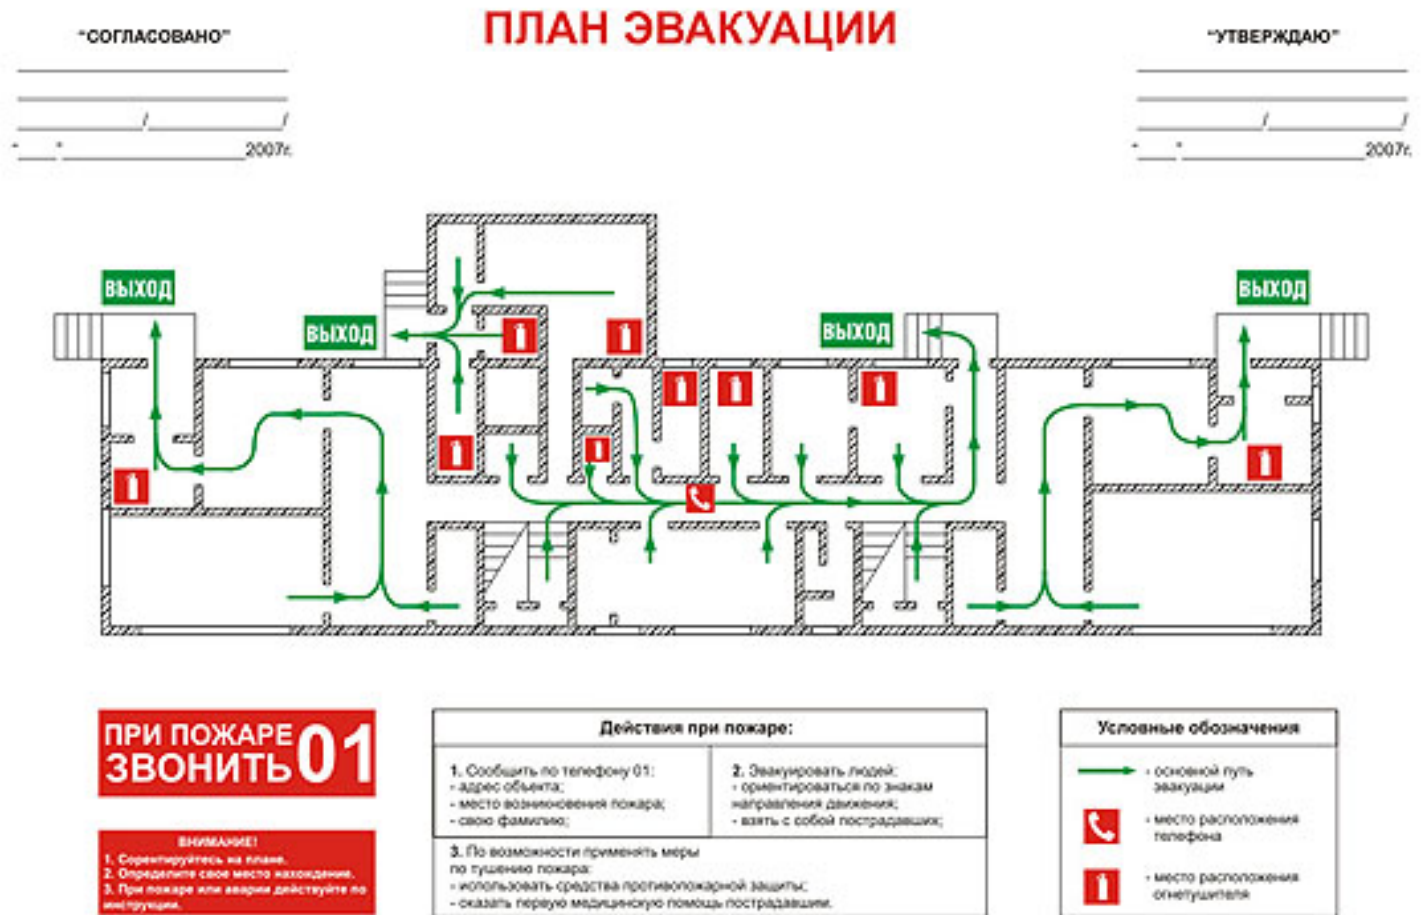 ПЛАН ЭВАКУАЦИИ
“СОГЛАСОВАНО”
/ /
“ ” 2007г.
“УТВЕРЖДАЮ”
/ /
“ ” 2007г.
ВЫХОД
ВЫХОД
ВЫХОД
ВЫХОД
ПРИ ПОЖАРЕ
ЗВОНИТЬ 01
ВНИМАНИЕ!
1. Сориентируйтесь на плане.
2. Определите свое место нахождение.
3. При пожаре или аварии действуйте по
инструкции.
Действия при пожаре:
1. Сообщить по телефону 01:
- адрес объекта;
- место возникновения пожара;
- свою фамилию;
2. Эвакуировать людей:
- ориентироваться по знакам
направления движения;
- взять с собой пострадавших;
3. По возможности применять меры
по тушению пожара:
- использовать средства противопожарной защиты;
- оказать первую медицинскую помощь пострадавшим.
Условные обозначения
- основной путь
эвакуации
- место расположения
телефона
- место расположения
огнетушителя